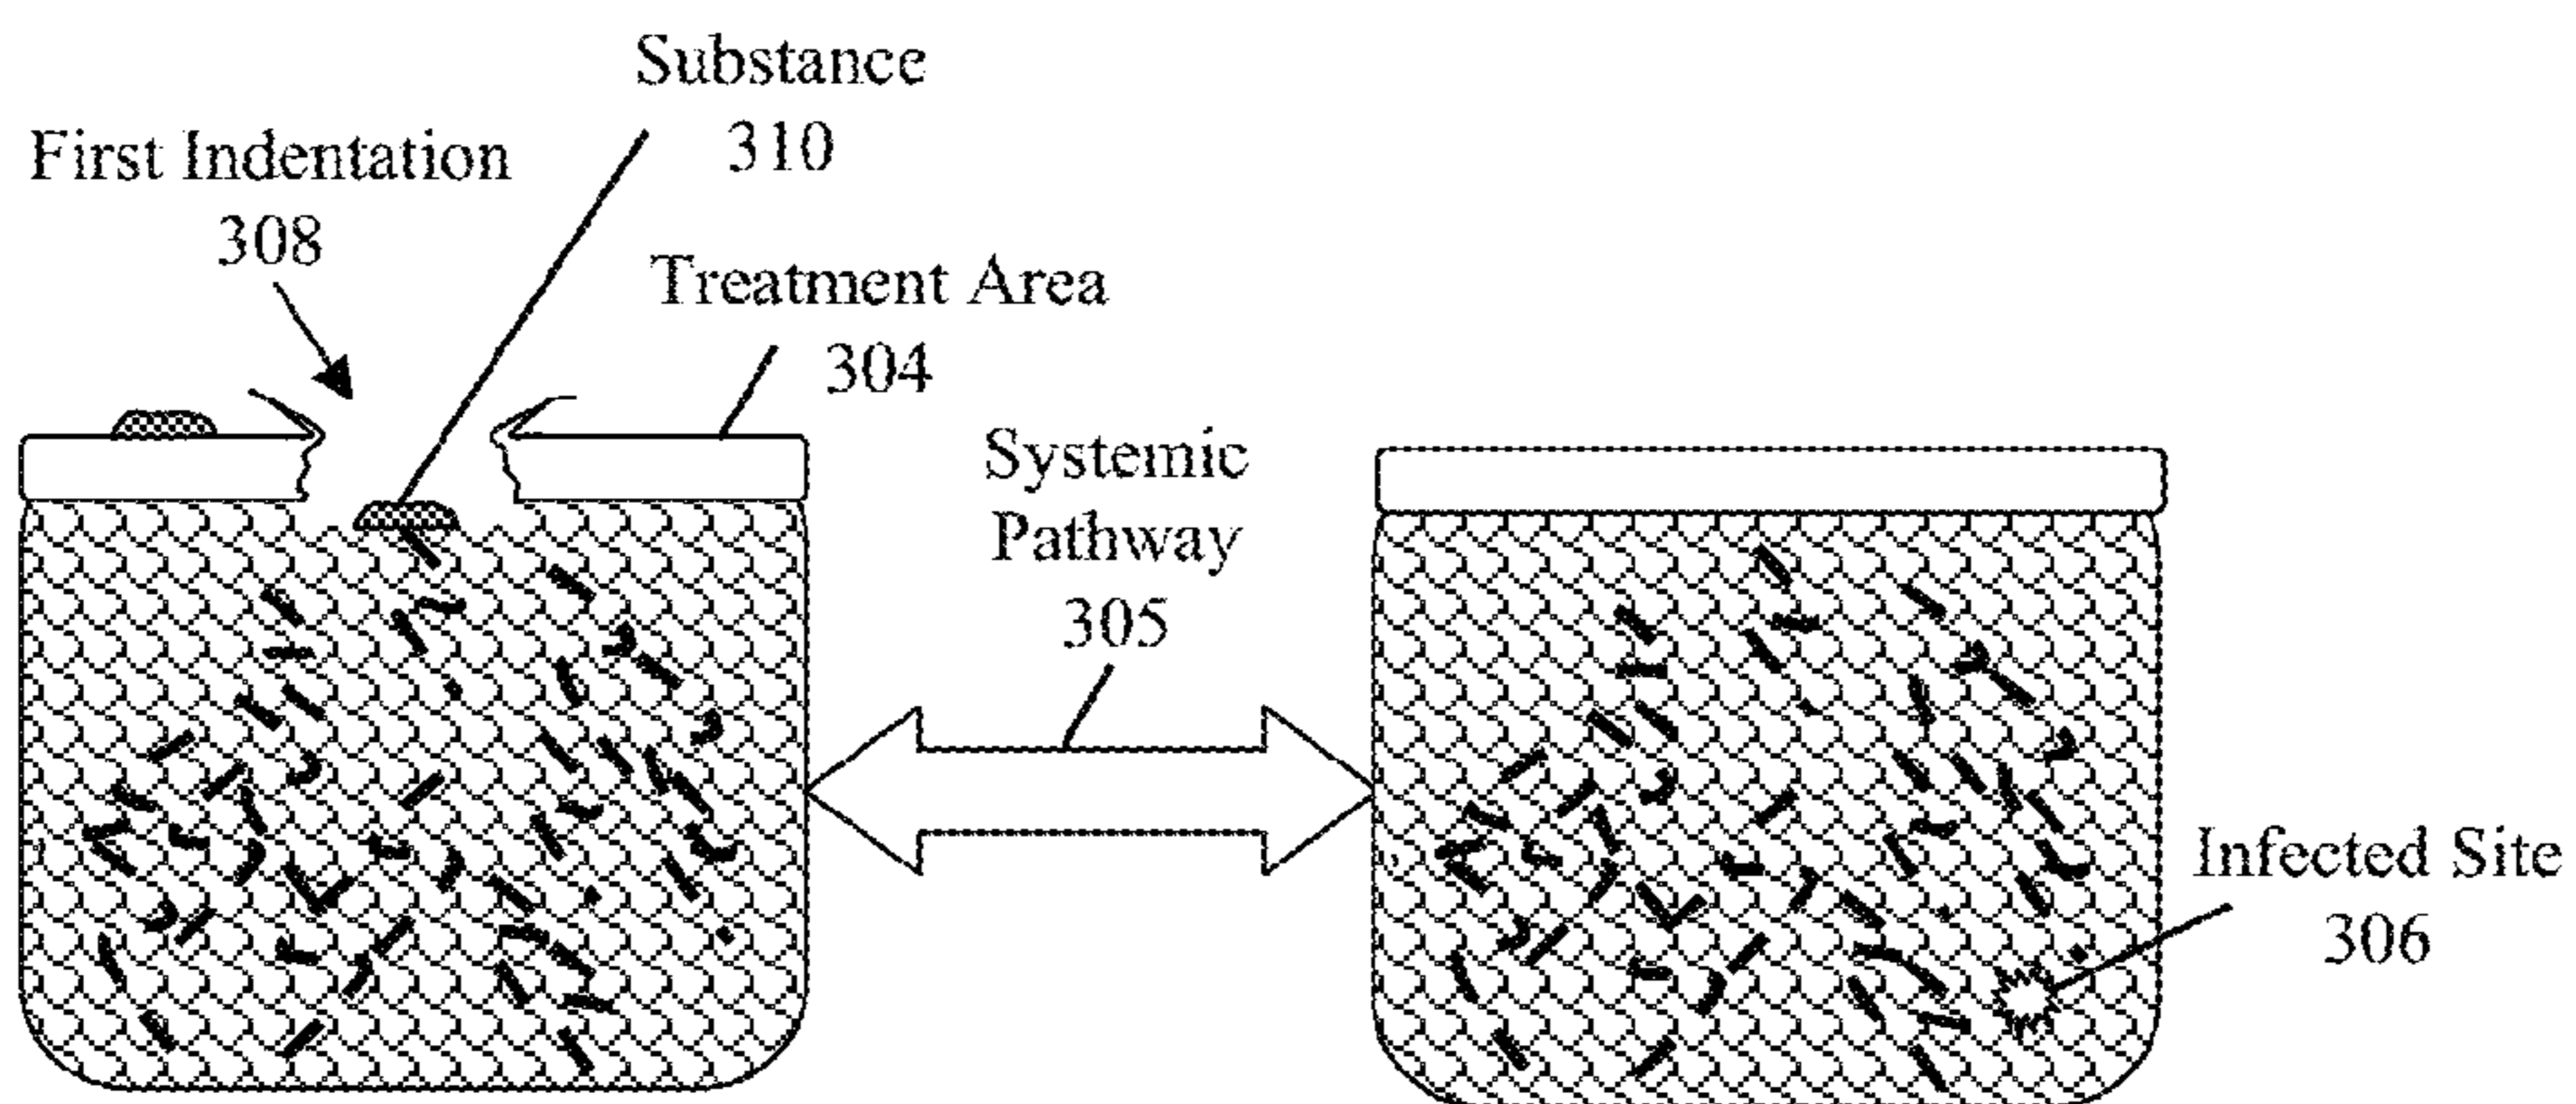 Substance
310
First Indentation
308
Treatment Area
304
Systemic
Pathway
305
Infected Site
306